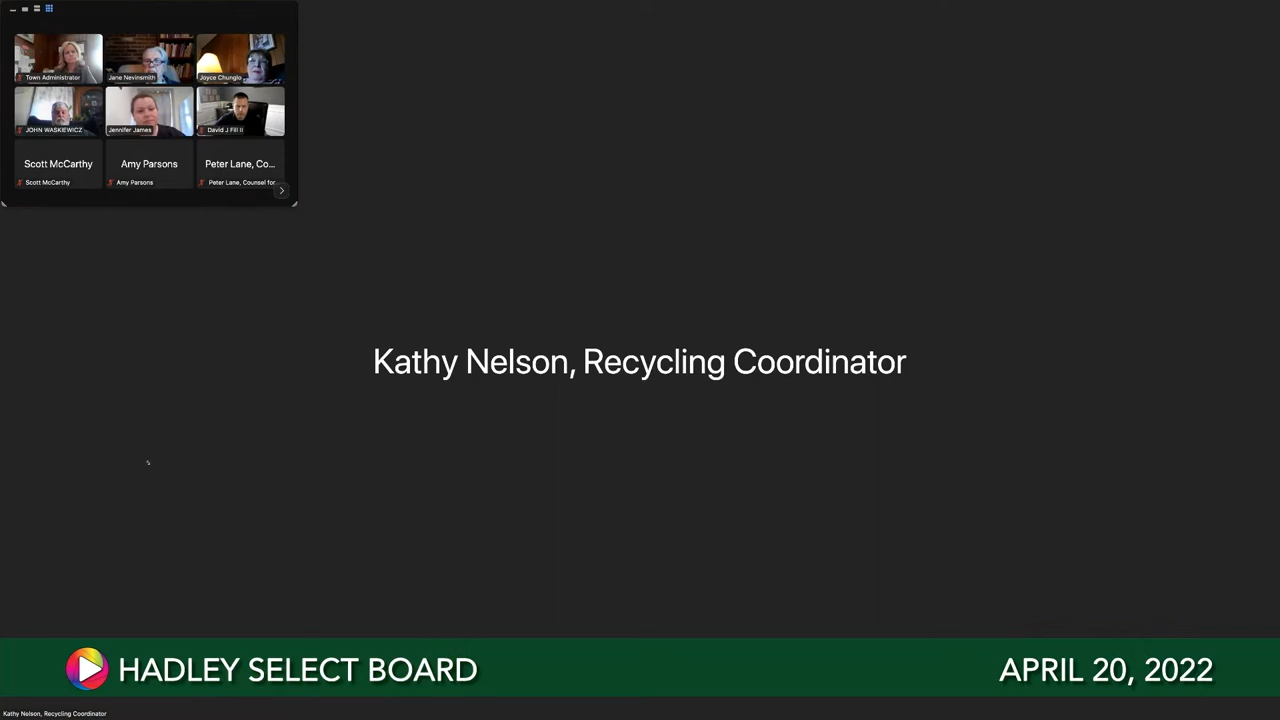 Town Administrator
Jane Nevinsmith
Joyce Chunglo
JOHN WASKIEWICZ
Jennifer James
David J Fill II
Scott McCarthy
Amy Parsons
Peter Lane, Co...
Scott McCarthy
Amy Parsons
Peter Lane, Counsel for
Kathy Nelson, Recycling Coordinator
HADLEY SELECT BOARD
APRIL 20, 2022
Kathy Nelson, Recycling Coordinator